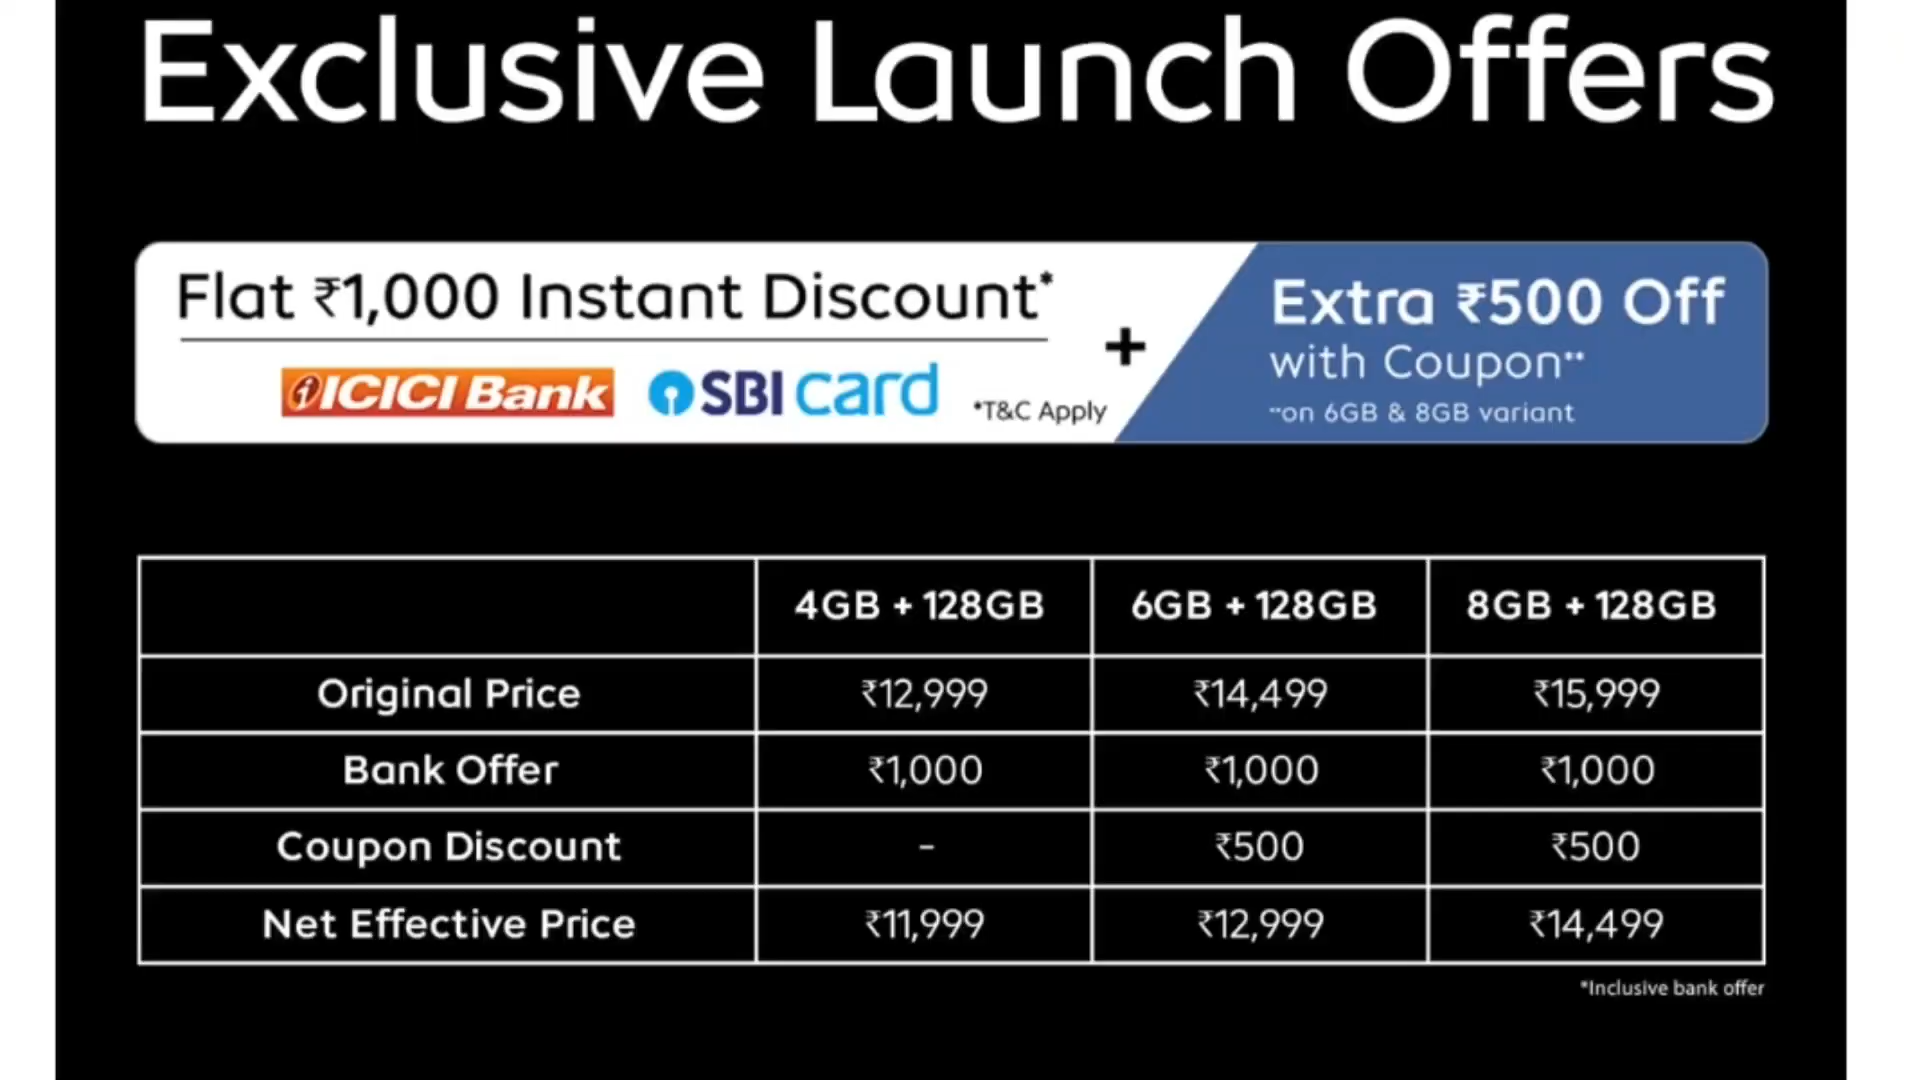 Exclusive Launch Offers
Flat ₹1,000 Instant Discount*
ICICI Bank SBI card *T&C Apply
+
Extra ₹500 Off
with Coupon**
**on 6GB & 8GB variant
4GB + 128GB 6GB + 128GB 8GB + 128GB
Original Price ₹12,999 ₹14,499 ₹15,999
Bank Offer ₹1,000 ₹1,000 ₹1,000
Coupon Discount - ₹500 ₹500
Net Effective Price ₹11,999 ₹12,999 ₹14,499
*Inclusive bank offer